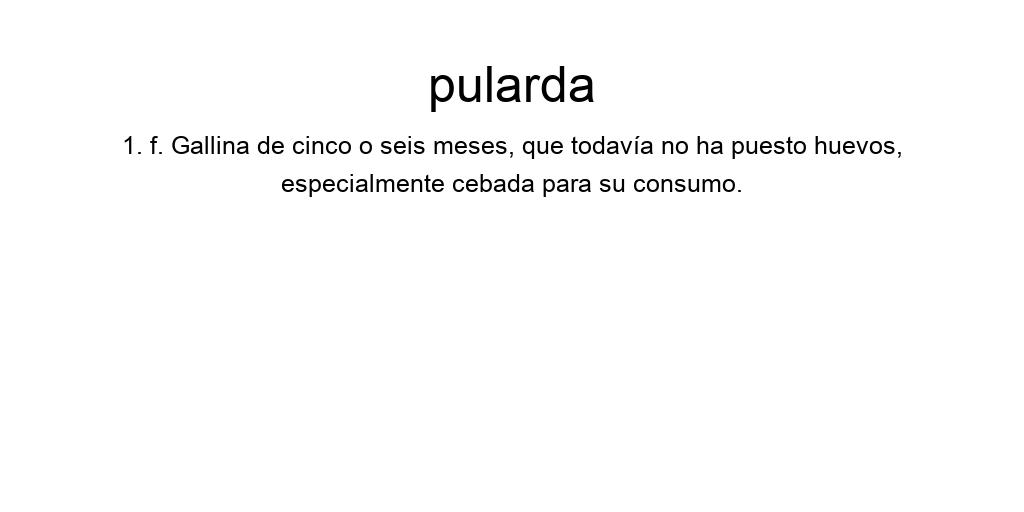 pularda
1. f. Gallina de cinco o seis meses, que todavía no ha puesto huevos,
especialmente cebada para su consumo.